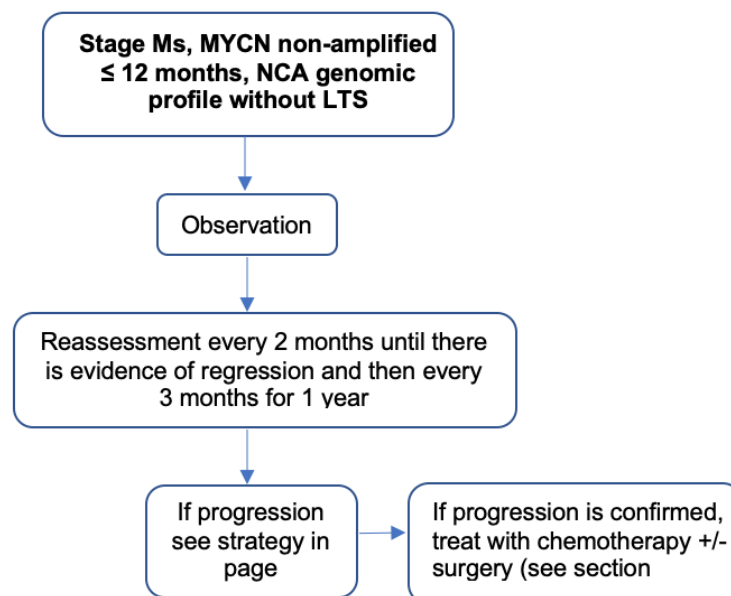 Stage Ms, MYCN non-amplified
≤ 12 months, NCA genomic
profile without LTS
Observation
Reassessment every 2 months until there
is evidence of regression and then every
3 months for 1 year
If progression
see strategy in
page
If progression is confirmed,
treat with chemotherapy +/-
surgery (see section